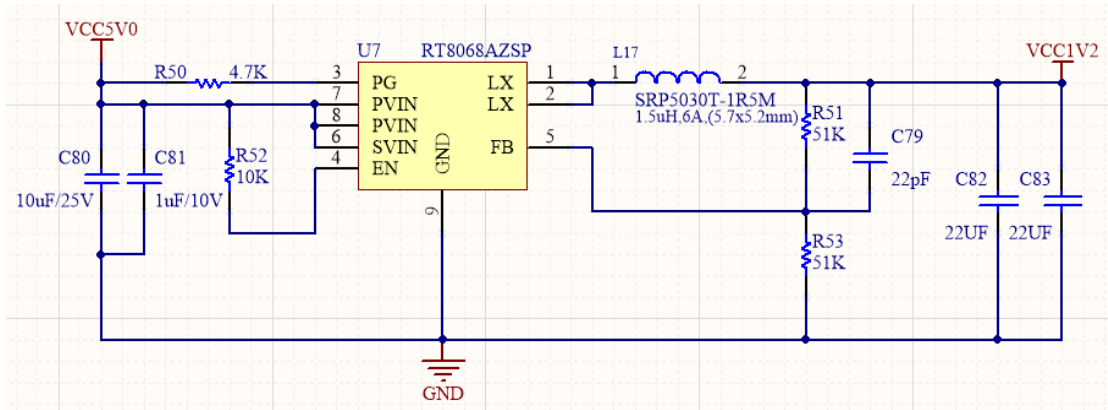 VCC5V0
U7 RT8068AZSP
L17
VCC1V2
R50 4.7K
3 PG
7 PVIN
8 PVIN
6 SVIN
4 EN
GND
9
LX 1
LX 2
FB 5
1 2
SRP5030T-1R5M
1.5uH,6A,(5.7x5.2mm)
R51
51K
C79
22pF
C80
10uF/25V
C81
1uF/10V
R52
10K
R53
51K
C82
22UF
C83
22UF
GND